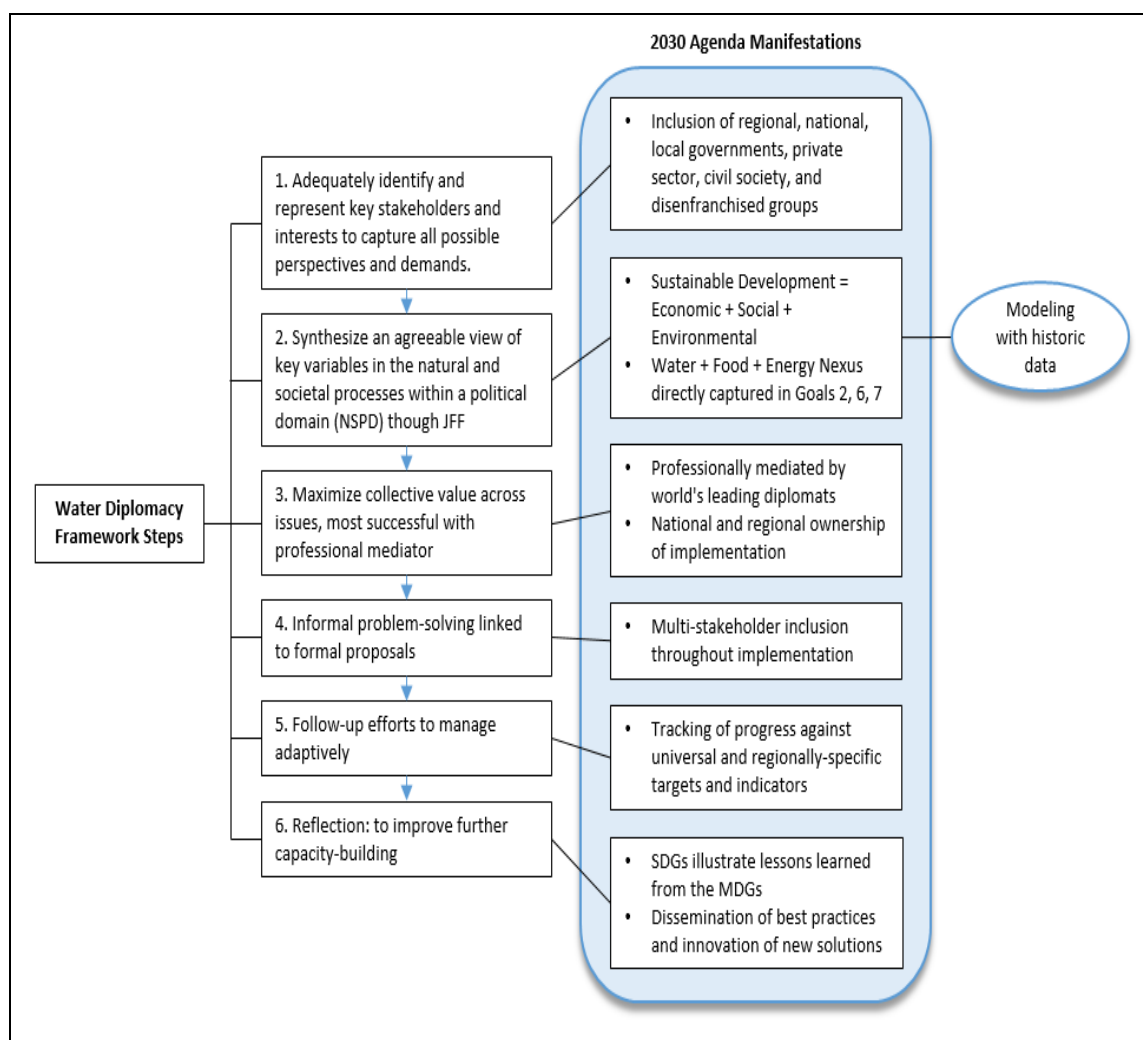 2030 Agenda Manifestations
Water Diplomacy
Framework Steps
1. Adequately identify and
represent key stakeholders and
interests to capture all possible
perspectives and demands.
2. Synthesize an agreeable view of
key variables in the natural and
societal processes within a political
domain (NSPD) though JFF
3. Maximize collective value across
issues, most successful with
professional mediator
4. Informal problem-solving linked
to formal proposals
5. Follow-up efforts to manage
adaptively
6. Reflection: to improve further
capacity-building
• Inclusion of regional, national,
local governments, private
sector, civil society, and
disenfranchised groups
• Sustainable Development =
Economic + Social +
Environmental
• Water + Food + Energy Nexus
directly captured in Goals 2, 6, 7
• Professionally mediated by
world's leading diplomats
• National and regional ownership
of implementation
• Multi-stakeholder inclusion
throughout implementation
• Tracking of progress against
universal and regionally-specific
targets and indicators
• SDGs illustrate lessons learned
from the MDGs
• Dissemination of best practices
and innovation of new solutions
Modeling
with historic
data